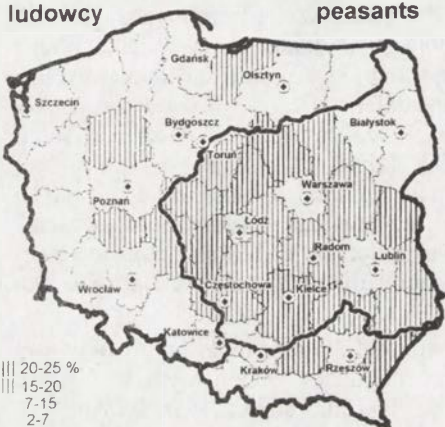 ludowcy
peasants
Gdańsk
Olsztyn
Szczecin
Bydgoszcz
Białystok
Toruń
Warszawa
Poznań
Łódź
Radom
Lublin
Częstochowa
Kielce
Wrocław
Katowice
Kraków
Rzeszów
20-25 %
15-20
7-15
2-7